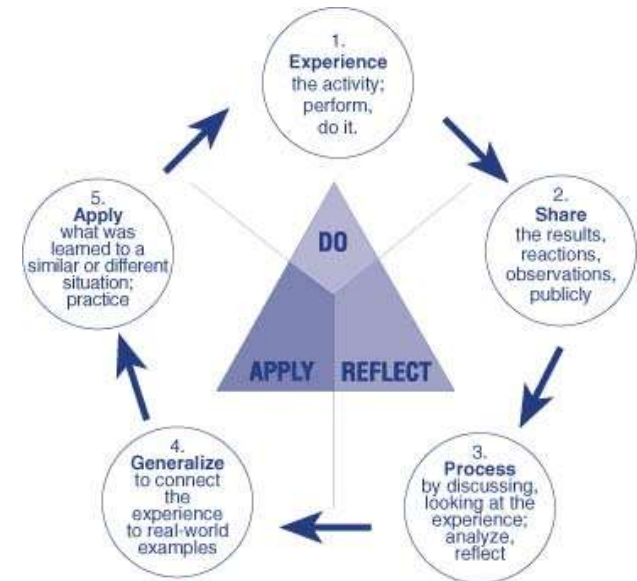 1.
Experience
the activity;
perform,
do it.
2.
Share
the results,
reactions,
observations,
publicly
3.
Process
by discussing,
looking at the
experience;
analyze,
reflect
4.
Generalize
to connect
the
experience
to real-world
examples
5.
Apply
what was
learned to a
similar or different
situation;
practice
DO
APPLY REFLECT